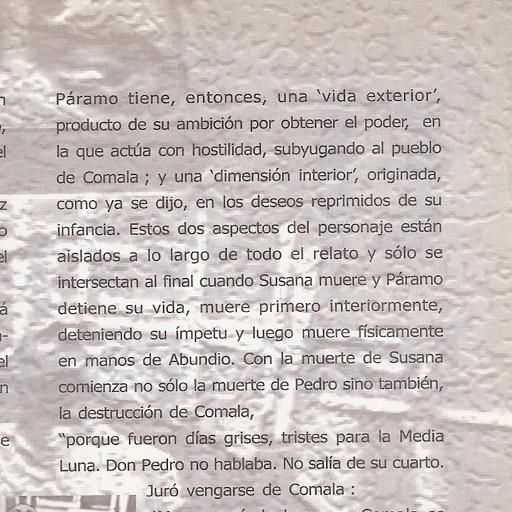 Páramo tiene, entonces, una ‘vida exterior’,
producto de su ambición por obtener el poder, en
la que actúa con hostilidad, subyugando al pueblo
de Comala ; y una ‘dimensión interior’, originada,
como ya se dijo, en los deseos reprimidos de su
infancia. Estos dos aspectos del personaje están
aislados a lo largo de todo el relato y sólo se
intersectan al final cuando Susana muere y Páramo
detiene su vida, muere primero interiormente,
deteniendo su ímpetu y luego muere físicamente
en manos de Abundio. Con la muerte de Susana
comienza no sólo la muerte de Pedro sino también,
la destrucción de Comala,
“porque fueron días grises, tristes para la Media
Luna. Don Pedro no hablaba. No salía de su cuarto.
Juró vengarse de Comala :